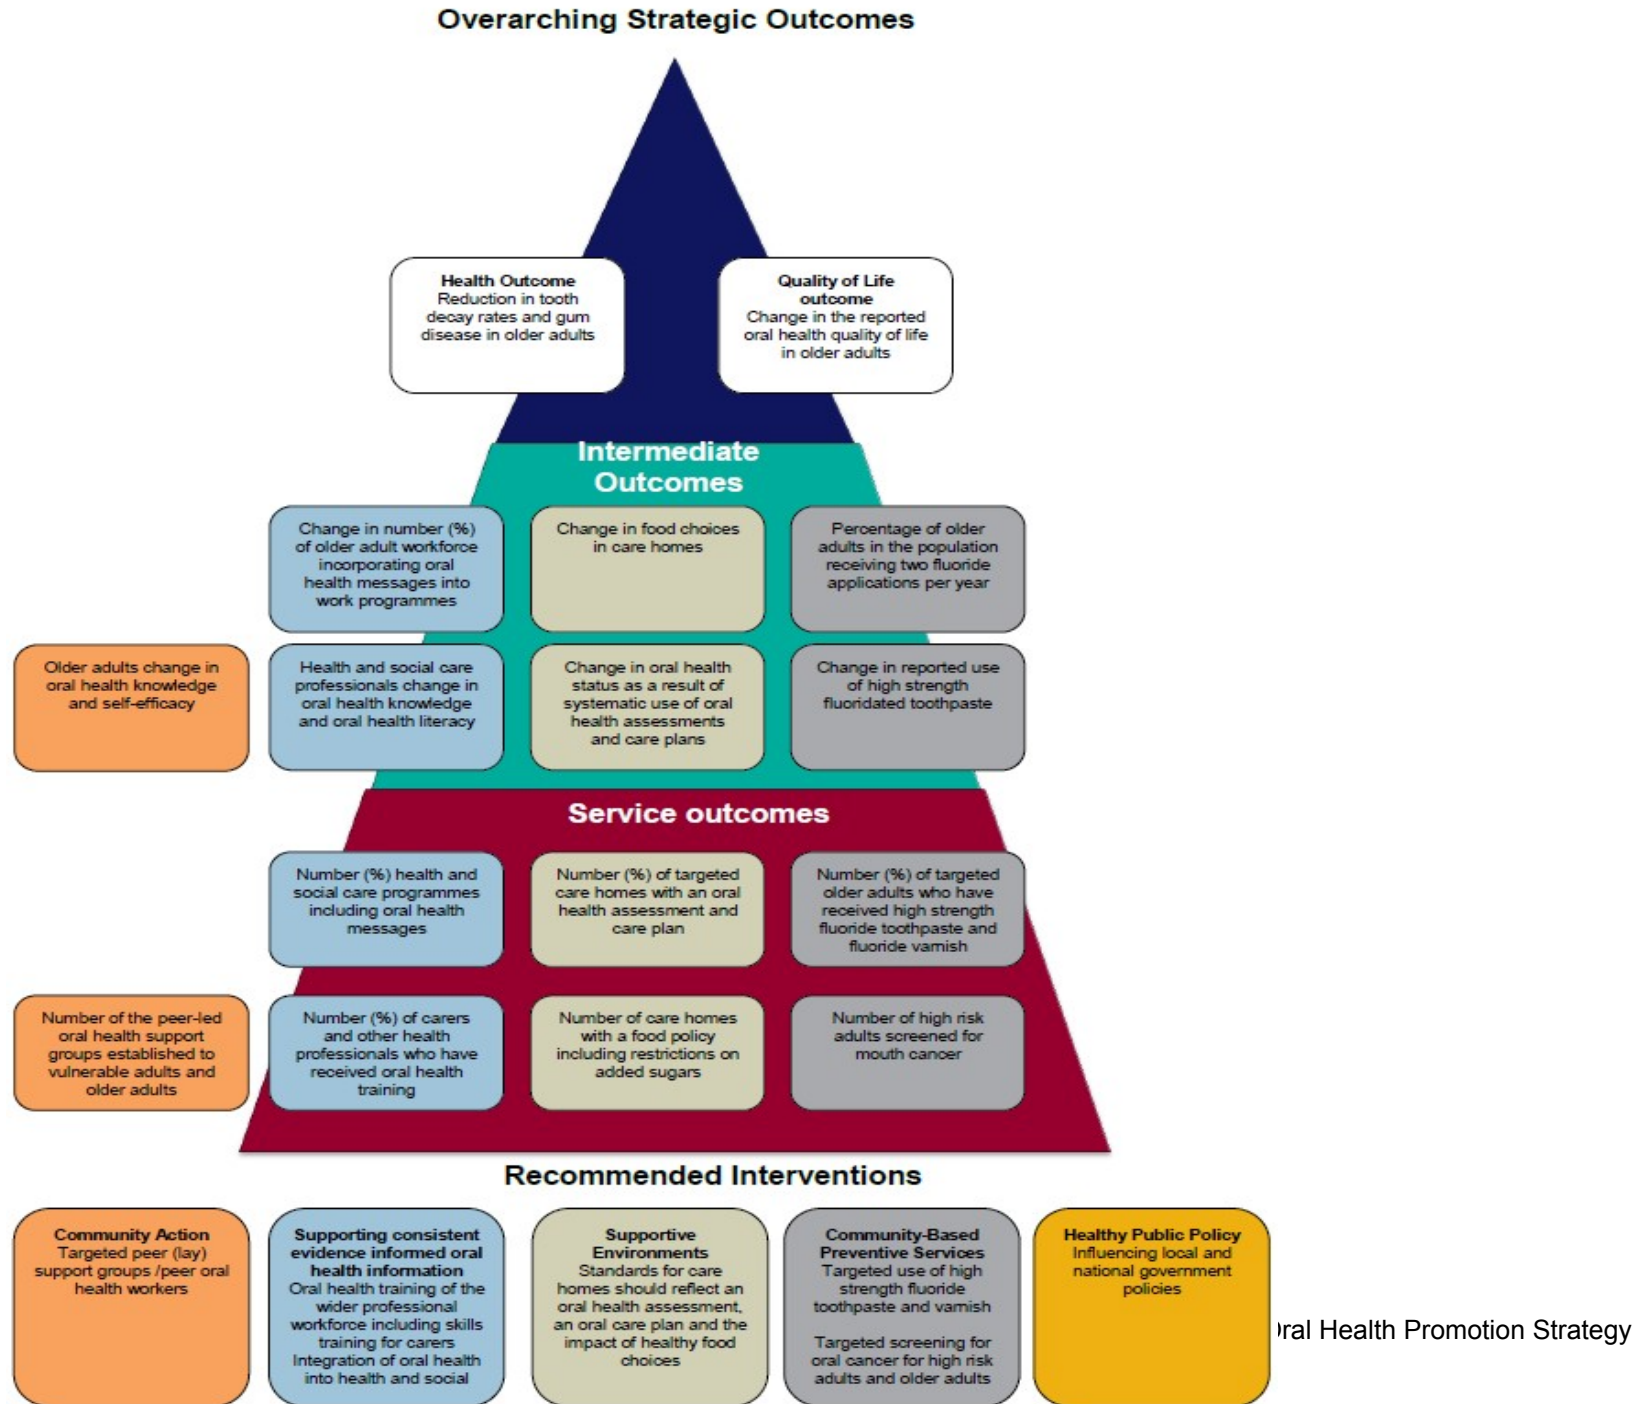 Overarching Strategic Outcomes
Health Outcome
Reduction in tooth
decay rates and gum
disease in older adults
Quality of Life
outcome
Change in the reported
oral health quality of life
in older adults
Intermediate
Outcomes
Change in number (%)
of older adult workforce
incorporating oral
health messages into
work programmes
Change in food choices
in care homes
Percentage of older
adults in the population
receiving two fluoride
applications per year
Older adults change in
oral health knowledge
and self-efficacy
Health and social care
professionals change in
oral health knowledge
and oral health literacy
Change in oral health
status as a result of
systematic use of oral
health assessments
and care plans
Change in reported use
of high strength
fluoridated toothpaste
Service outcomes
Number (%) health and
social care programmes
including oral health
messages
Number (%) of targeted
care homes with an oral
health assessment and
care plan
Number (%) of targeted
older adults who have
received high strength
fluoride toothpaste and
fluoride varnish
Number of the peer-led
oral health support
groups established to
vulnerable adults and
older adults
Number (%) of carers
and other health
professionals who have
received oral health
training
Number of care homes
with a food policy
including restrictions on
added sugars
Number of high risk
adults screened for
mouth cancer
Recommended Interventions
Community Action
Targeted peer (lay)
support groups /peer oral
health workers
Supporting consistent
evidence informed oral
health information
Oral health training of the
wider professional
workforce including skills
training for carers
Integration of oral health
into health and social
Supportive
Environments
Standards for care
homes should reflect an
oral health assessment,
an oral care plan and the
impact of healthy food
choices
Community-Based
Preventive Services
Targeted use of high
strength fluoride
toothpaste and varnish
Targeted screening for
oral cancer for high risk
adults and older adults
Healthy Public Policy
Influencing local and
national government
policies
Health Promotion Strategy